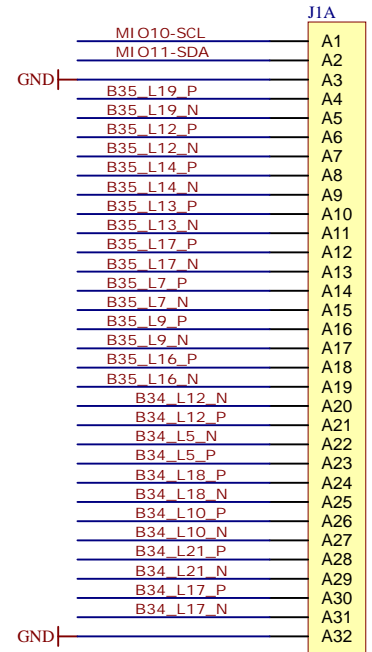 J1A
MIO10-SCL A1
MIO11-SDA A2
GND A3
B35_L19_P A4
B35_L19_N A5
B35_L12_P A6
B35_L12_N A7
B35_L14_P A8
B35_L14_N A9
B35_L13_P A10
B35_L13_N A11
B35_L17_P A12
B35_L17_N A13
B35_L7_P A14
B35_L7_N A15
B35_L9_P A16
B35_L9_N A17
B35_L16_P A18
B35_L16_N A19
B34_L12_N A20
B34_L12_P A21
B34_L5_N A22
B34_L5_P A23
B34_L18_P A24
B34_L18_N A25
B34_L10_P A26
B34_L10_N A27
B34_L21_P A28
B34_L21_N A29
B34_L17_P A30
B34_L17_N A31
GND A32